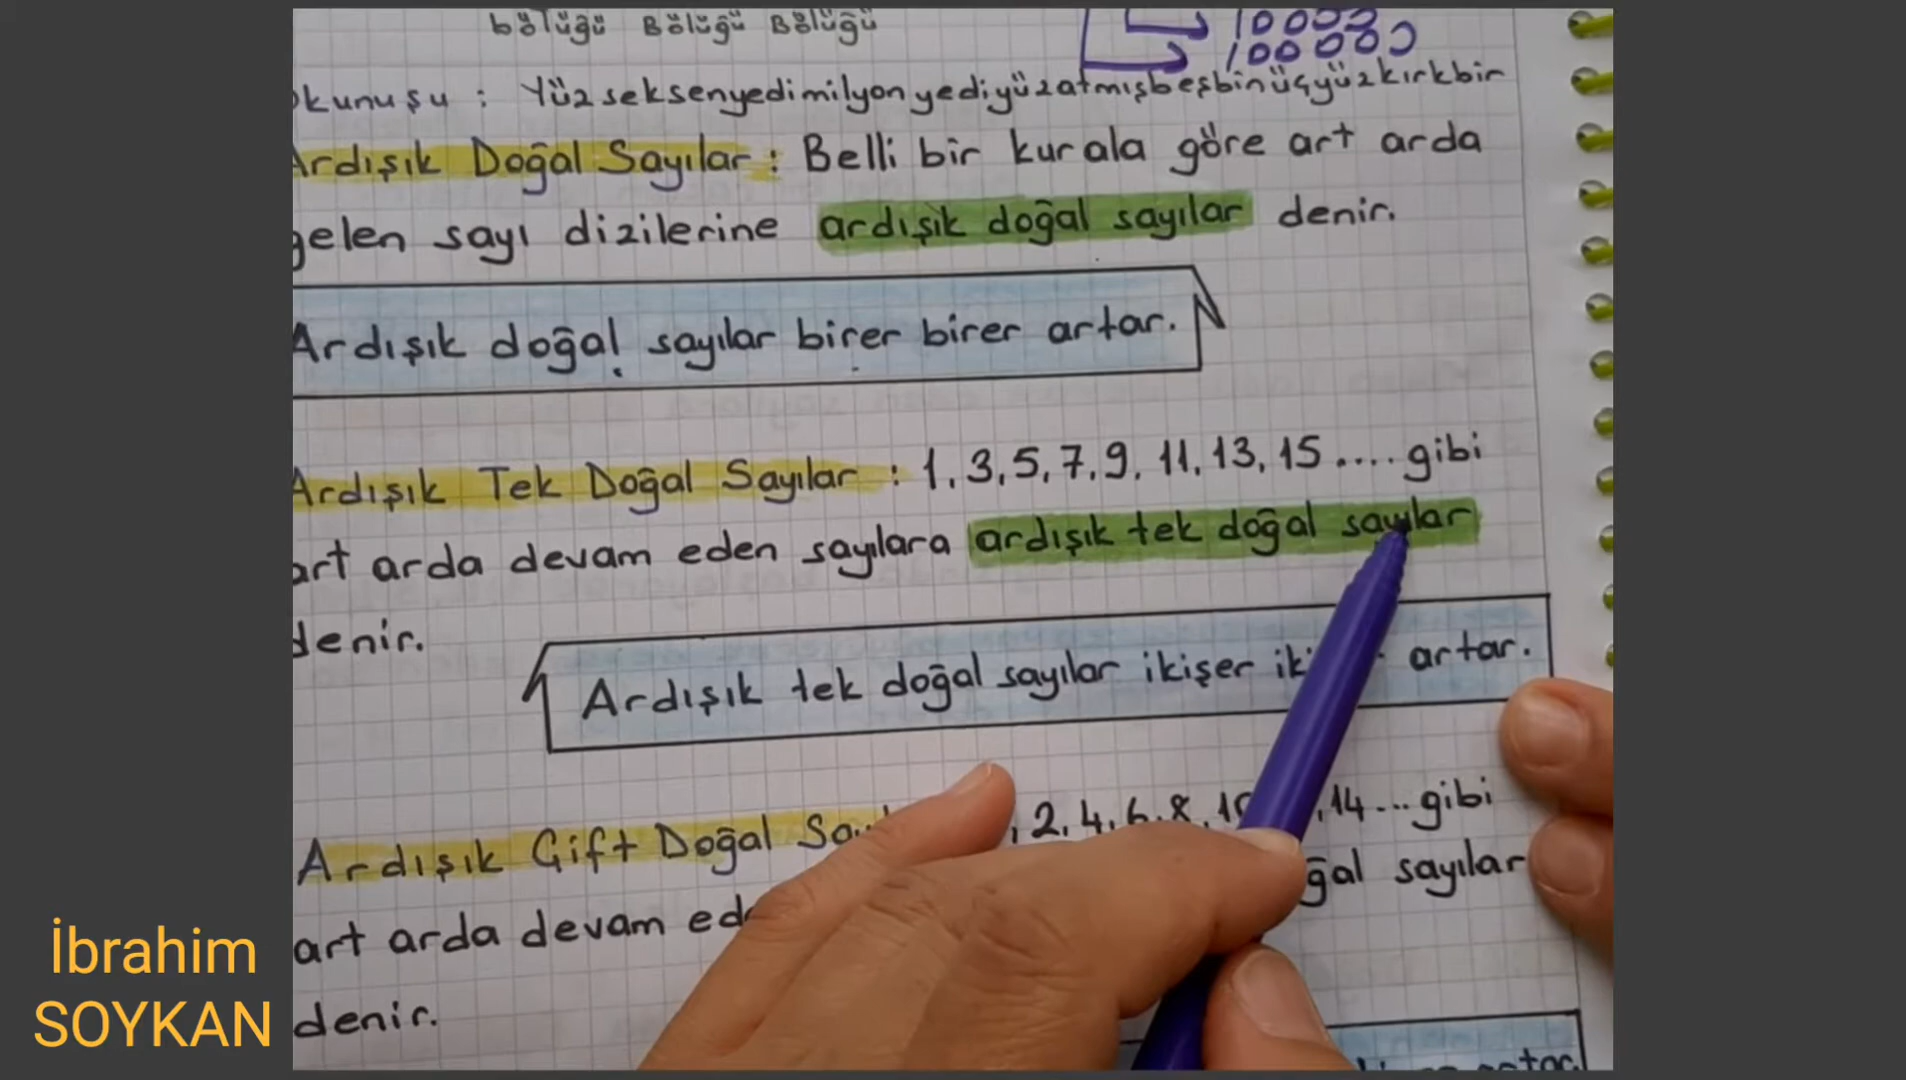 bölüğü Bölüğü Bölüğü
100000
kunuşu : Yüzseksenyedimilyonyediyüzatmışbeşbinüçyüzkırkbir
Ardışık Doğal Sayılar : Belli bir kurala göre art arda
gelen sayı dizilerine ardışık doğal sayılar denir.
Ardışık doğal sayılar birer birer artar.
Ardışık Tek Doğal Sayılar : 1, 3, 5, 7, 9, 11, 13, 15 .... gibi
art arda devam eden sayılara ardışık tek doğal sayılar
denir.
Ardışık tek doğal sayılar ikişer artar.
Ardışık Çift Doğal , 2, 4, 6, 8, , 14 ... gibi
art arda devam sayılar
denir.
İbrahim
SOYKAN